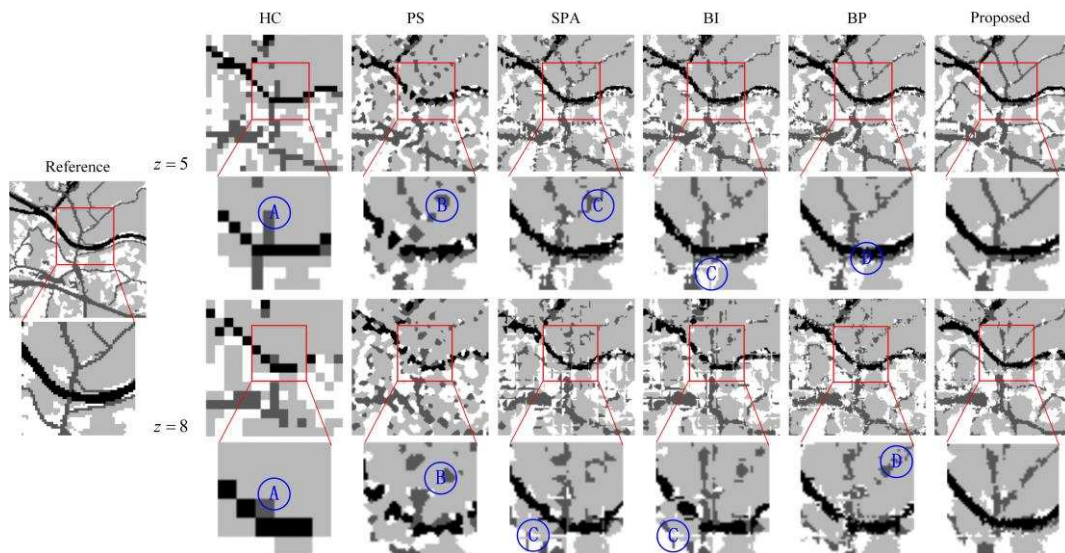 HC PS SPA BI BP Proposed
Reference
z = 5
A B C C D
z = 8
A B C C D